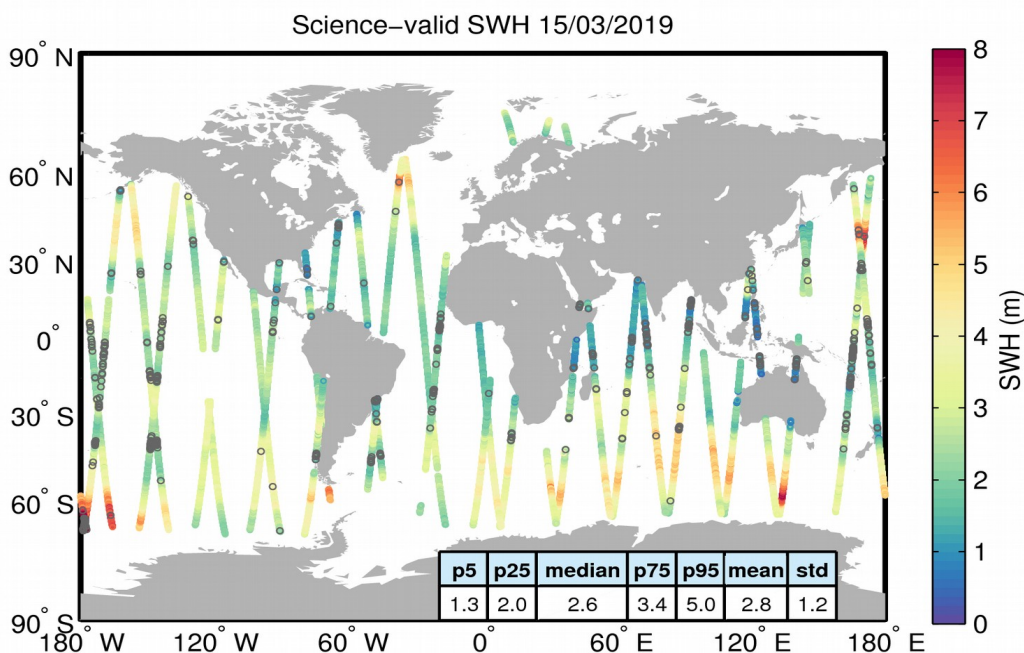 Science−valid SWH 15/03/2019
90° N
60° N
30° N
0°
30° S
60° S
90° S
180° W
120° W
60° W
0°
60° E
120° E
180° E
p5 p25 median p75 p95 mean std
1.3 2.0 2.6 3.4 5.0 2.8 1.2
8
7
6
5
4
3
2
1
0
SWH (m)